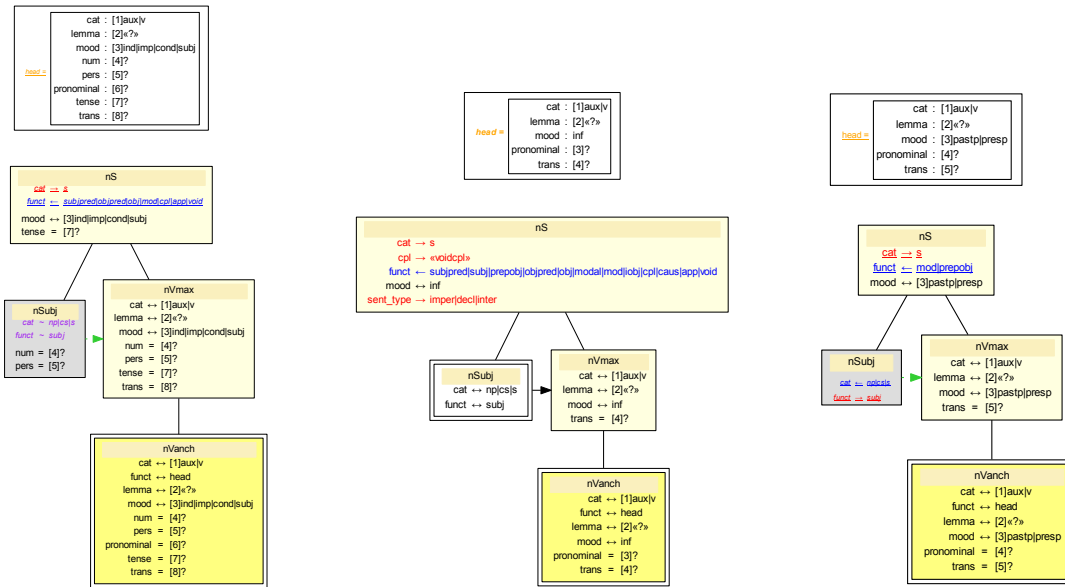 head =
cat : [1]aux|v
lemma : [2]«?»
mood : [3]ind|imp|cond|subj
num : [4]?
pers : [5]?
pronominal : [6]?
tense : [7]?
trans : [8]?
nS
cat → s
funct ← subjpred|objpred|obj|mod|cpl|app|void
mood ↔ [3]ind|imp|cond|subj
tense = [7]?
nSubj
cat ~ np|cs|s
funct ~ subj
num = [4]?
pers = [5]?
nVmax
cat ↔ [1]aux|v
lemma ↔ [2]«?»
mood ↔ [3]ind|imp|cond|subj
num = [4]?
pers = [5]?
tense = [7]?
trans = [8]?
nVanch
cat ↔ [1]aux|v
funct ↔ head
lemma ↔ [2]«?»
mood ↔ [3]ind|imp|cond|subj
num = [4]?
pers = [5]?
pronominal = [6]?
tense = [7]?
trans = [8]?
head =
cat : [1]aux|v
lemma : [2]«?»
mood : inf
pronominal : [3]?
trans : [4]?
nS
cat → s
cpl → «voidcpl»
funct ← subjpred|subj|prepobj|objpred|obj|modal|mod|iobj|cpl|caus|app|void
mood ↔ inf
sent_type → imper|decl|inter
nSubj
cat ↔ np|cs|s
funct ↔ subj
nVmax
cat ↔ [1]aux|v
lemma ↔ [2]«?»
mood ↔ inf
trans = [4]?
nVanch
cat ↔ [1]aux|v
funct ↔ head
lemma ↔ [2]«?»
mood ↔ inf
pronominal = [3]?
trans = [4]?
head =
cat : [1]aux|v
lemma : [2]«?»
mood : [3]pastp|presp
pronominal : [4]?
trans : [5]?
nS
cat → s
funct ← mod|prepobj
mood ↔ [3]pastp|presp
nSubj
cat ← np|cs|s
funct → subj
nVmax
cat ↔ [1]aux|v
lemma ↔ [2]«?»
mood ↔ [3]pastp|presp
trans = [5]?
nVanch
cat ↔ [1]aux|v
funct ↔ head
lemma ↔ [2]«?»
mood ↔ [3]pastp|presp
pronominal = [4]?
trans = [5]?